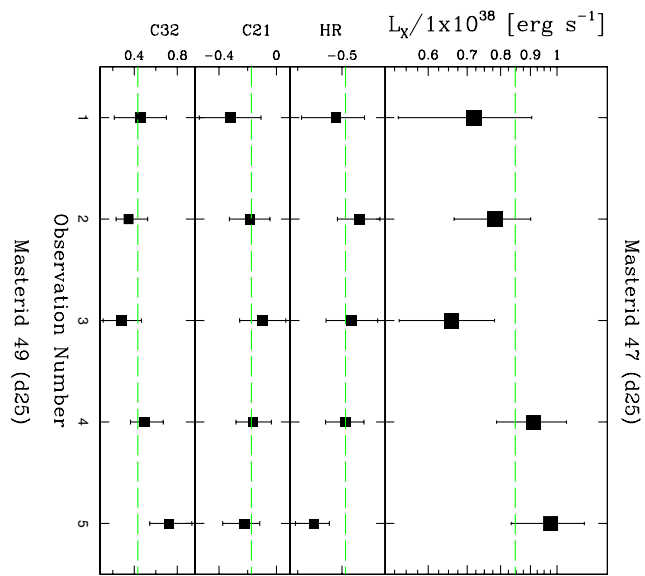 Masterid 47 (d25)
L_X/1x10^38 [erg s^−1]
0.6 0.7 0.8 0.9 1
HR
−0.5
C21
−0.4 0
C32
0.4 0.8
1 2 3 4 5
Observation Number
Masterid 49 (d25)